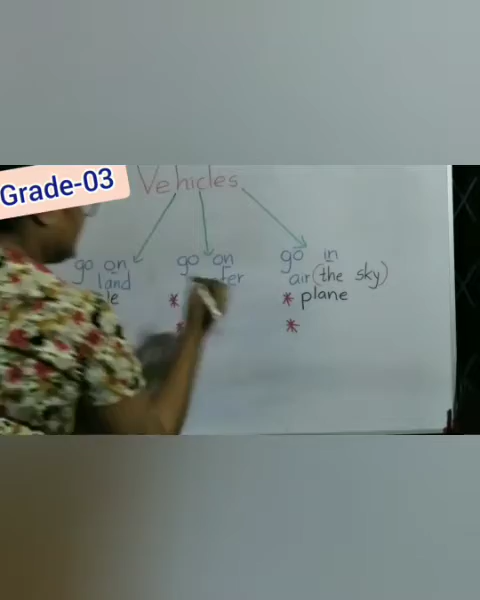 Grade-03
Vehicles
go on
land
go on
go in
air (the sky)
* plane
*
*
*